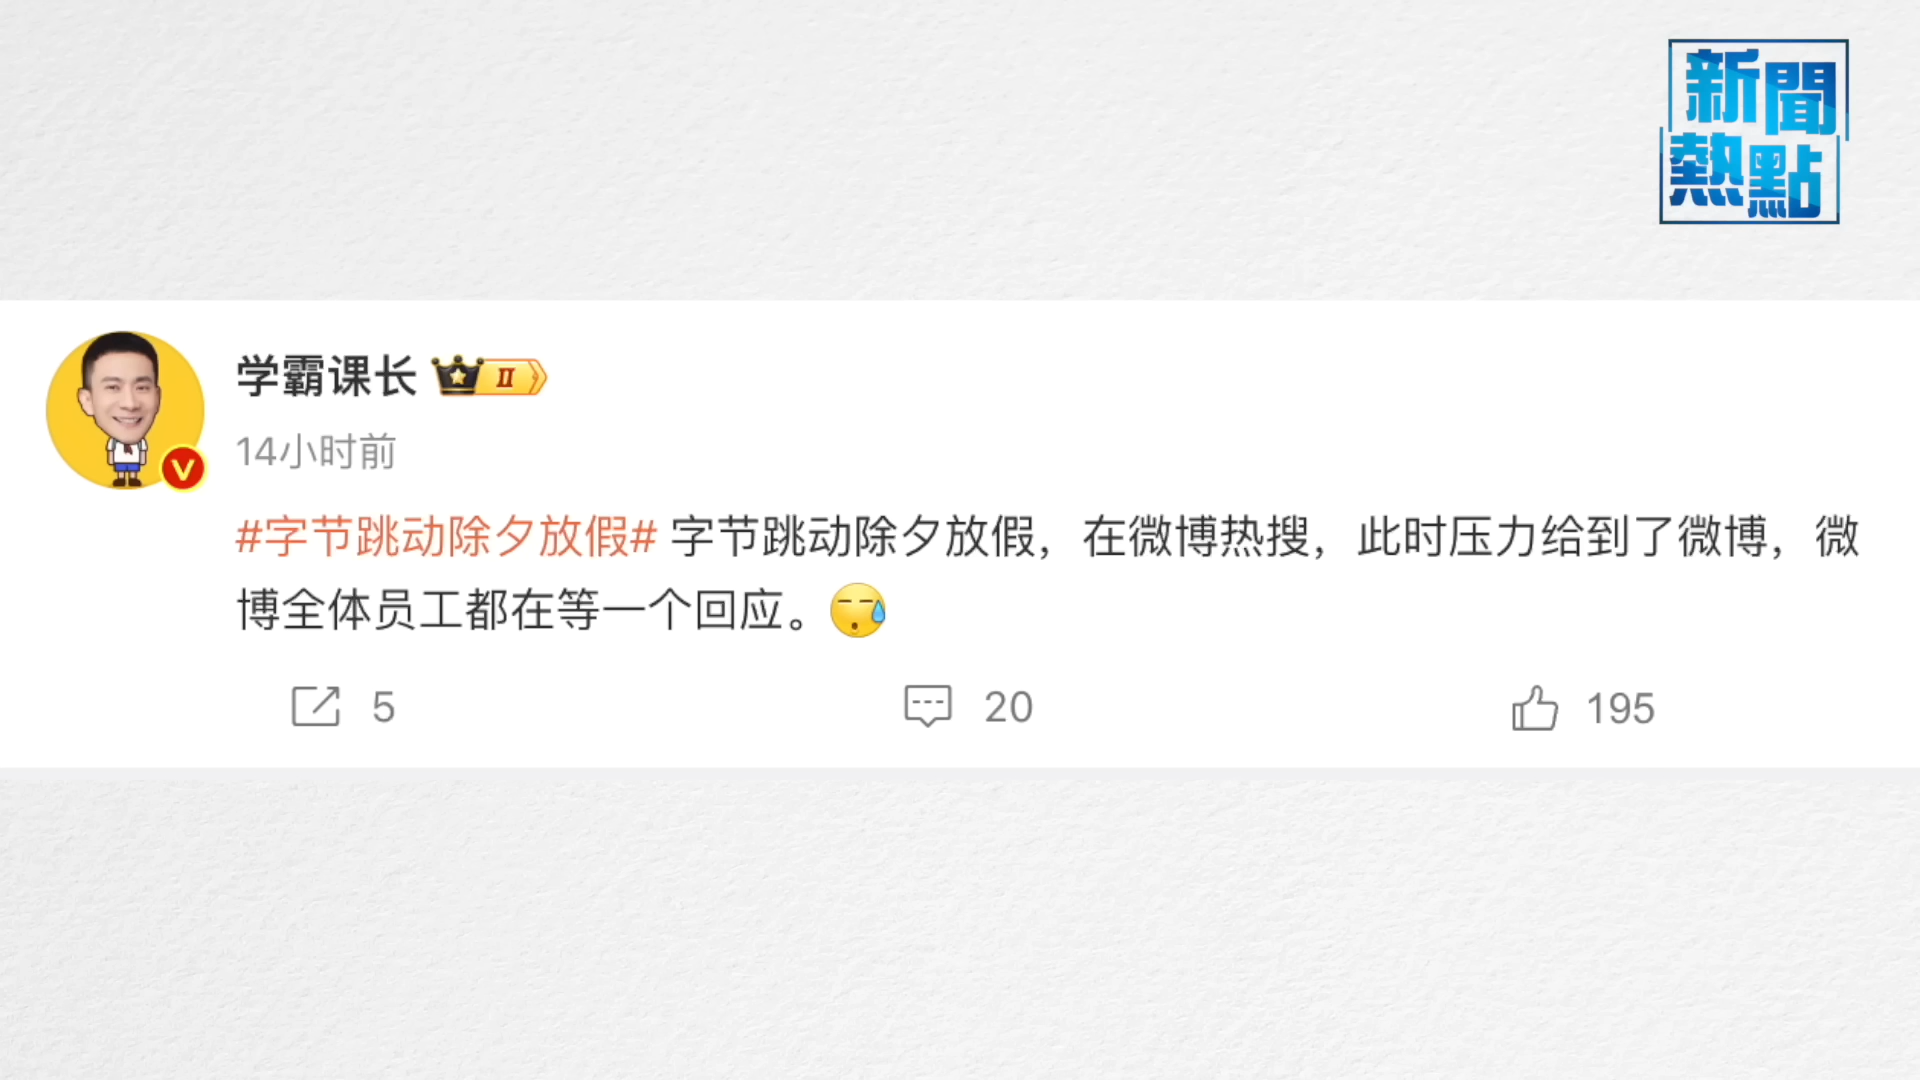 新聞
熱點
学霸课长 II
14小时前
#字节跳动除夕放假# 字节跳动除夕放假，在微博热搜，此时压力给到了微博，微
博全体员工都在等一个回应。
5 20 195